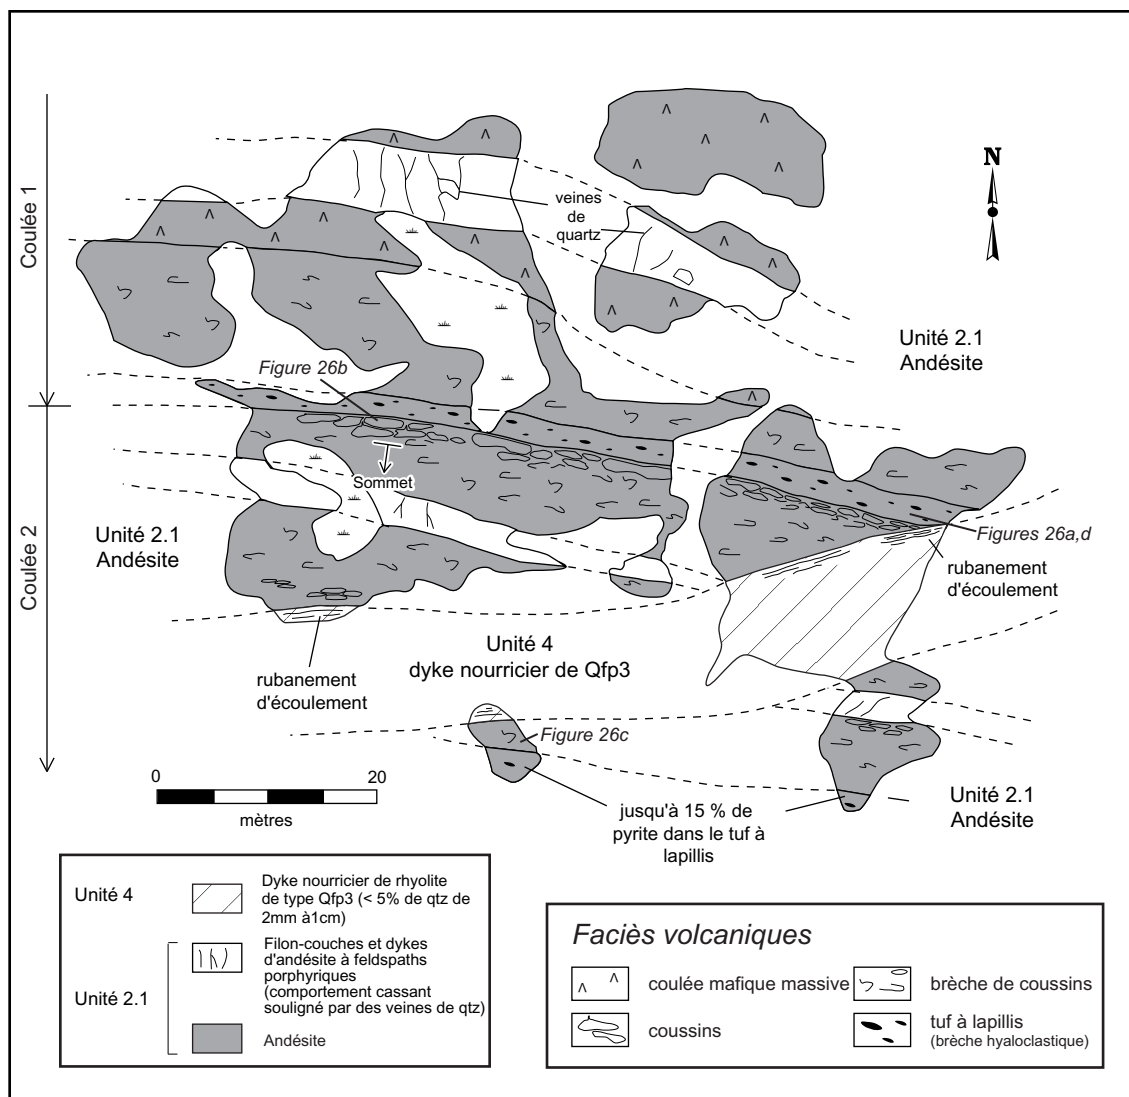 N
Coulée 1
veines
de
quartz
Unité 2.1
Andésite
Figure 26b
Sommet
Coulée 2
Unité 2.1
Andésite
Figures 26a,d
rubanement
d'écoulement
Unité 4
dyke nourricier de Qfp3
rubanement
d'écoulement
Figure 26c
0 20
mètres
jusqu'à 15 % de
pyrite dans le tuf à
lapillis
Unité 2.1
Andésite
Unité 4
Dyke nourricier de rhyolite
de type Qfp3 (< 5% de qtz de
2mm à1cm)
Unité 2.1
Filon-couches et dykes
d'andésite à feldspaths
porphyriques
(comportement cassant
souligné par des veines de qtz)
Andésite
Faciès volcaniques
coulée mafique massive
brèche de coussins
coussins
tuf à lapillis
(brèche hyaloclastique)